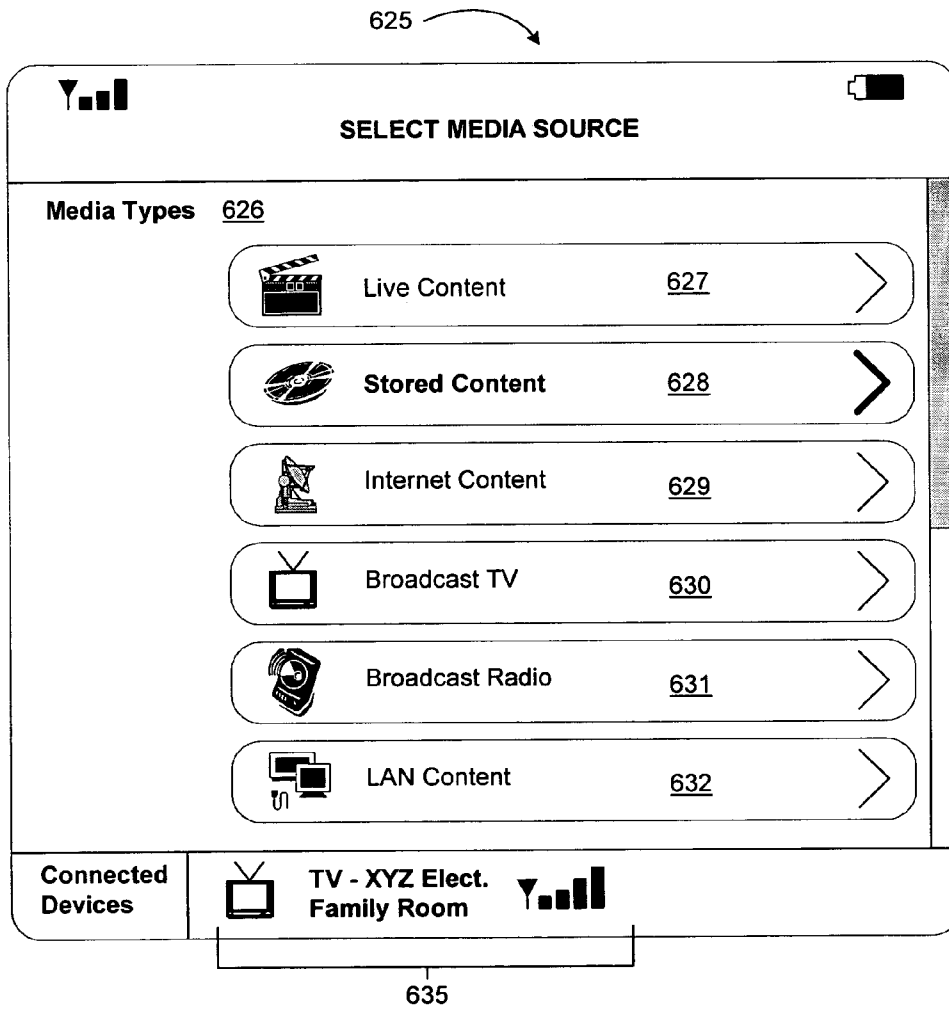 625
SELECT MEDIA SOURCE
Media Types 626
Live Content 627
Stored Content 628
Internet Content 629
Broadcast TV 630
Broadcast Radio 631
LAN Content 632
Connected Devices
TV - XYZ Elect.
Family Room
635